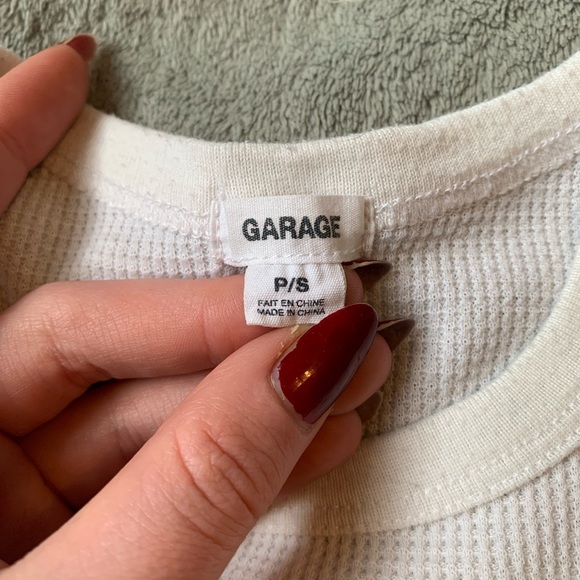 GARAGE
P/S
FAIT EN CHINE
MADE IN CHINA